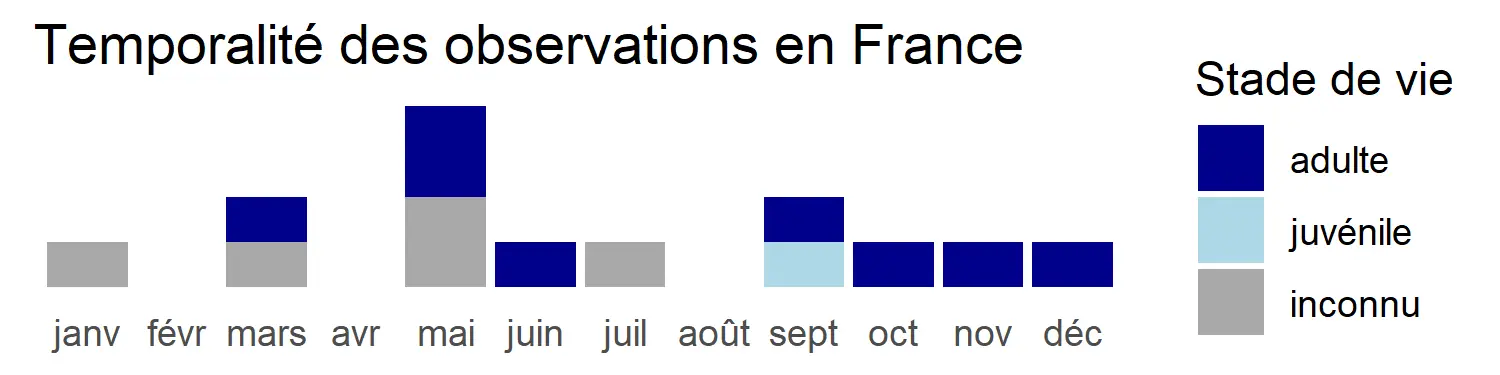 Temporalité des observations en France
Stade de vie
adulte
juvénile
inconnu
janv févr mars avr mai juin juil août sept oct nov déc